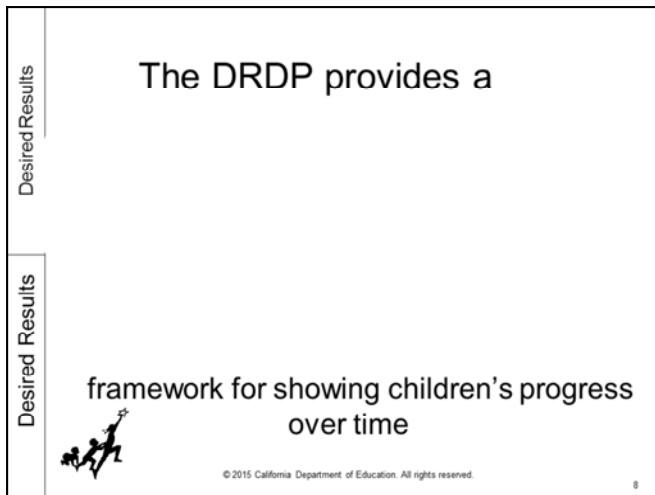 Desired Results
The DRDP provides a
Desired Results
framework for showing children's progress
over time
© 2015 California Department of Education. All rights reserved.
8